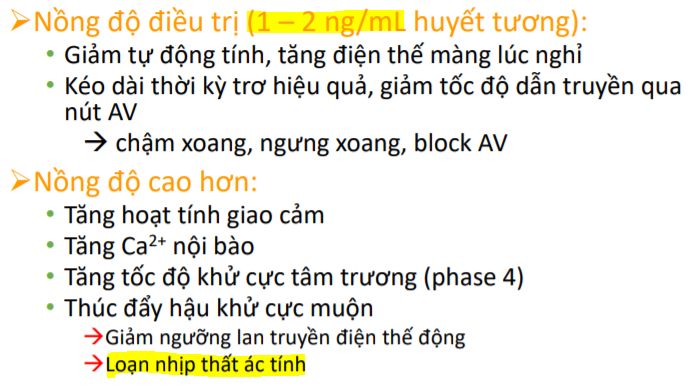 ➢Nồng độ điều trị (1 – 2 ng/mL huyết tương):
• Giảm tự động tính, tăng điện thế màng lúc nghỉ
• Kéo dài thời kỳ trơ hiệu quả, giảm tốc độ dẫn truyền qua
nút AV
→ chậm xoang, ngưng xoang, block AV
➢Nồng độ cao hơn:
• Tăng hoạt tính giao cảm
• Tăng Ca²⁺ nội bào
• Tăng tốc độ khử cực tâm trương (phase 4)
• Thúc đẩy hậu khử cực muộn
→Giảm ngưỡng lan truyền điện thế động
→Loạn nhịp thất ác tính